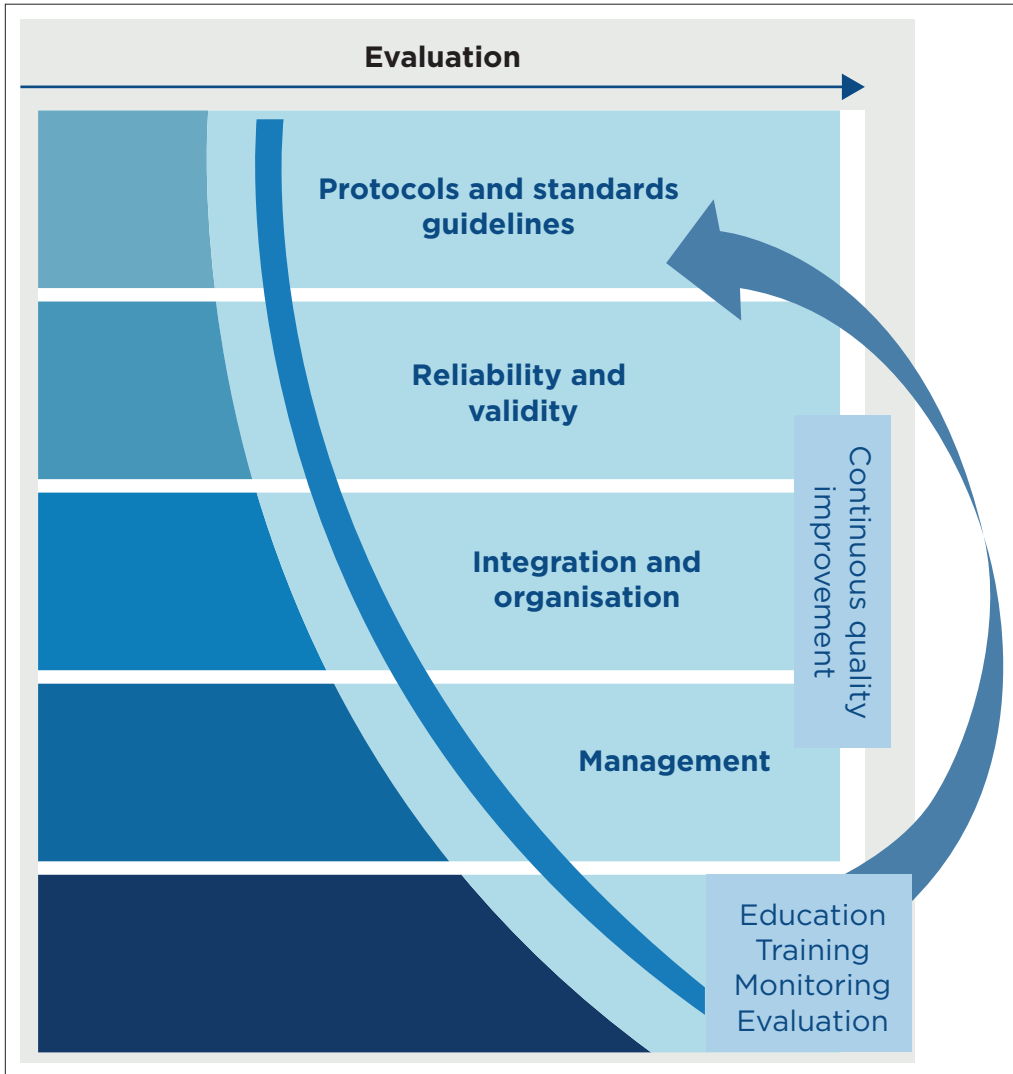 Evaluation
Protocols and standards
guidelines
Reliability and
validity
Integration and
organisation
Management
Continuous quality
improvement
Education
Training
Monitoring
Evaluation